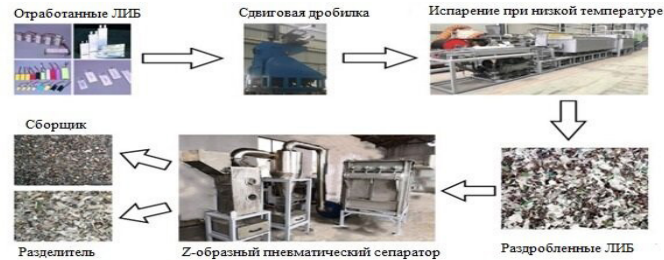 Отработанные ЛИБ
Сдвиговая дробилка
Испарение при низкой температуре
Сборщик
Разделитель
Z-образный пневматический сепаратор
Раздробленные ЛИБ